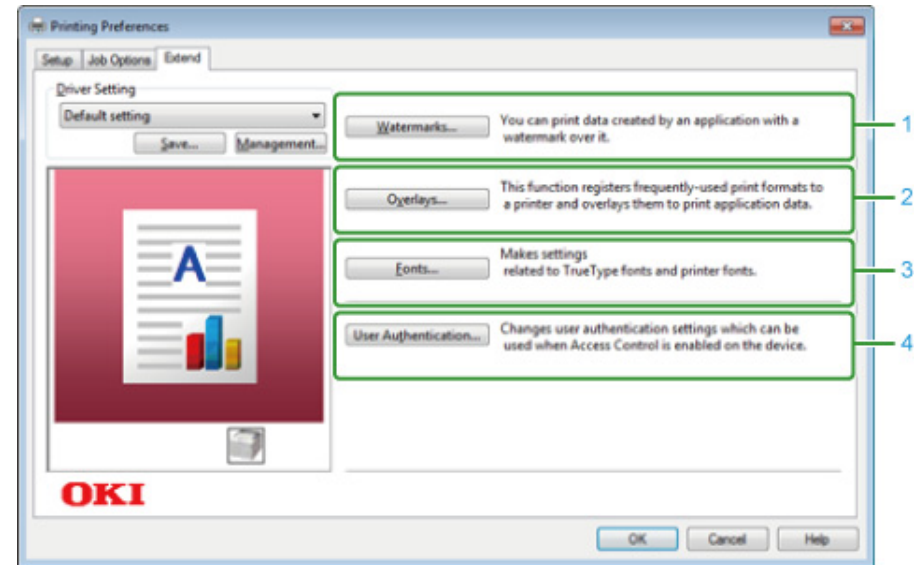 Printing Preferences
Setup Job Options Extend
Driver Setting
Default setting
Save... Management...
Watermarks... You can print data created by an application with a
watermark over it.
1
Overlays... This function registers frequently-used print formats to
a printer and overlays them to print application data.
2
Fonts... Makes settings
related to TrueType fonts and printer fonts.
3
User Authentication... Changes user authentication settings which can be
used when Access Control is enabled on the device.
4
A
OKI
OK Cancel Help